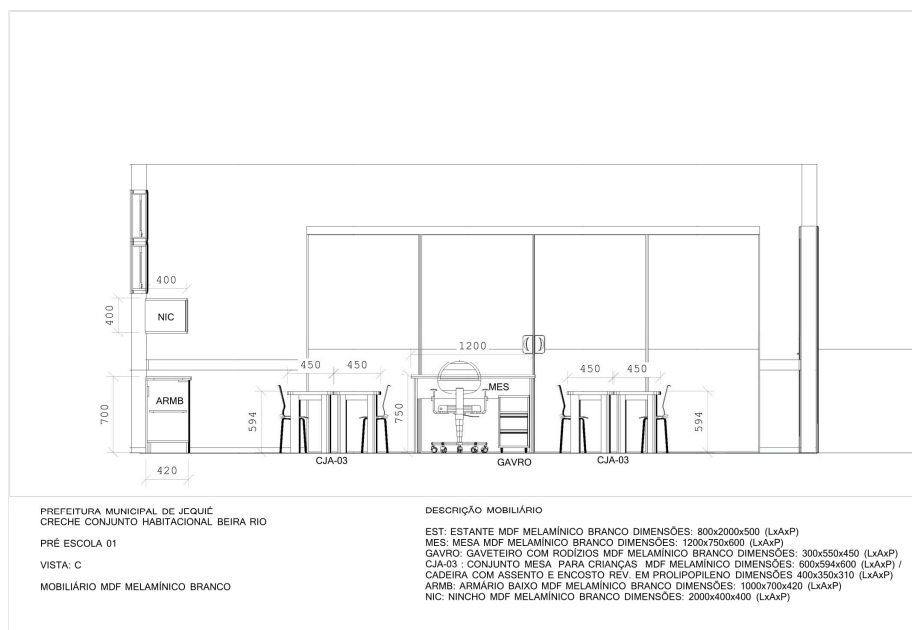 400
400
NIC
1200
450 450
450 450
MES
700
ARMB
594
750
594
CJA-03
GAVRO
CJA-03
420
PREFEITURA MUNICIPAL DE JEQUIÉ
CRECHE CONJUNTO HABITACIONAL BEIRA RIO
PRÉ ESCOLA 01
VISTA: C
MOBILIÁRIO MDF MELAMÍNICO BRANCO
DESCRIÇÃO MOBILIÁRIO
EST: ESTANTE MDF MELAMÍNICO BRANCO DIMENSÕES: 800x2000x500 (LxAxP)
MES: MESA MDF MELAMÍNICO BRANCO DIMENSÕES: 1200x750x600 (LxAxP)
GAVRO: GAVETEIRO COM RODÍZIOS MDF MELAMÍNICO BRANCO DIMENSÕES: 300x550x450 (LxAxP)
CJA-03 : CONJUNTO MESA PARA CRIANÇAS MDF MELAMÍNICO DIMENSÕES: 600x594x600 (LxAxP) /
CADEIRA COM ASSENTO E ENCOSTO REV. EM PROLIPOPILENO DIMENSÕES 400x350x310 (LxAxP)
ARMB: ARMÁRIO BAIXO MDF MELAMÍNICO BRANCO DIMENSÕES: 1000x700x420 (LxAxP)
NIC: NINCHO MDF MELAMÍNICO BRANCO DIMENSÕES: 2000x400x400 (LxAxP)